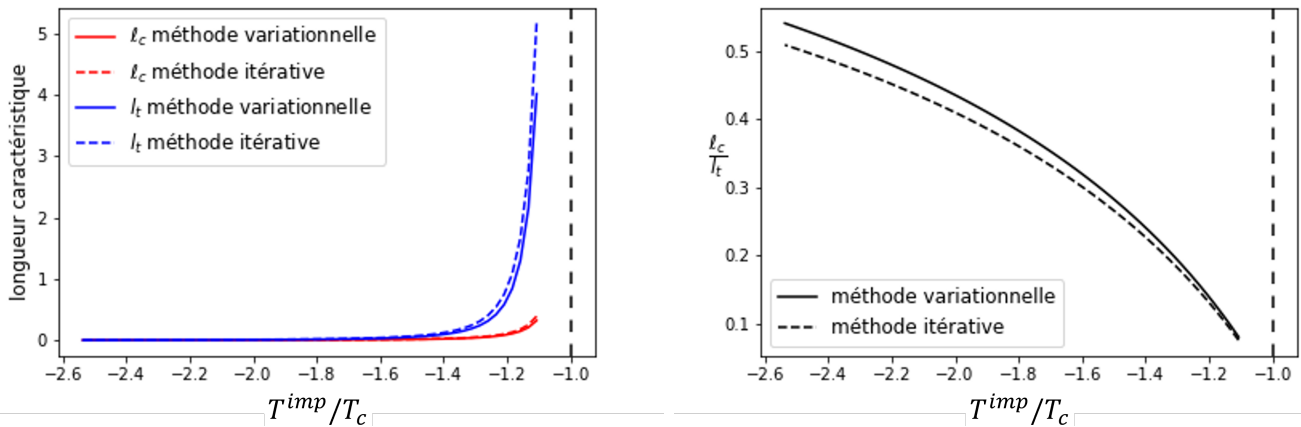 longueur caractéristique
5
4
3
2
1
0
ℓc méthode variationnelle
ℓc méthode itérative
lt méthode variationnelle
lt méthode itérative
−2.6 −2.4 −2.2 −2.0 −1.8 −1.6 −1.4 −1.2 −1.0
T^imp/Tc
ℓc/lt
0.5
0.4
0.3
0.2
0.1
méthode variationnelle
méthode itérative
−2.6 −2.4 −2.2 −2.0 −1.8 −1.6 −1.4 −1.2 −1.0
T^imp/Tc